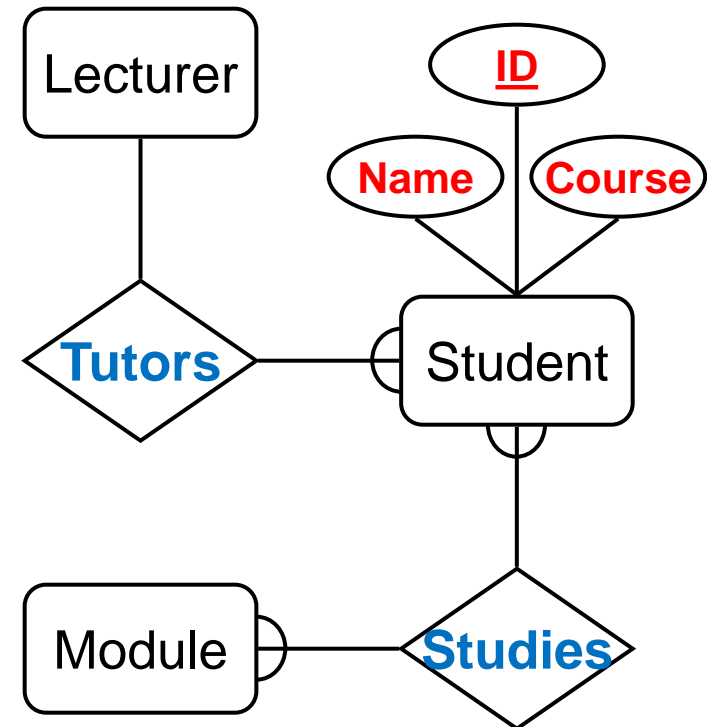 Lecturer
ID
Name
Course
Tutors
Student
Module
Studies